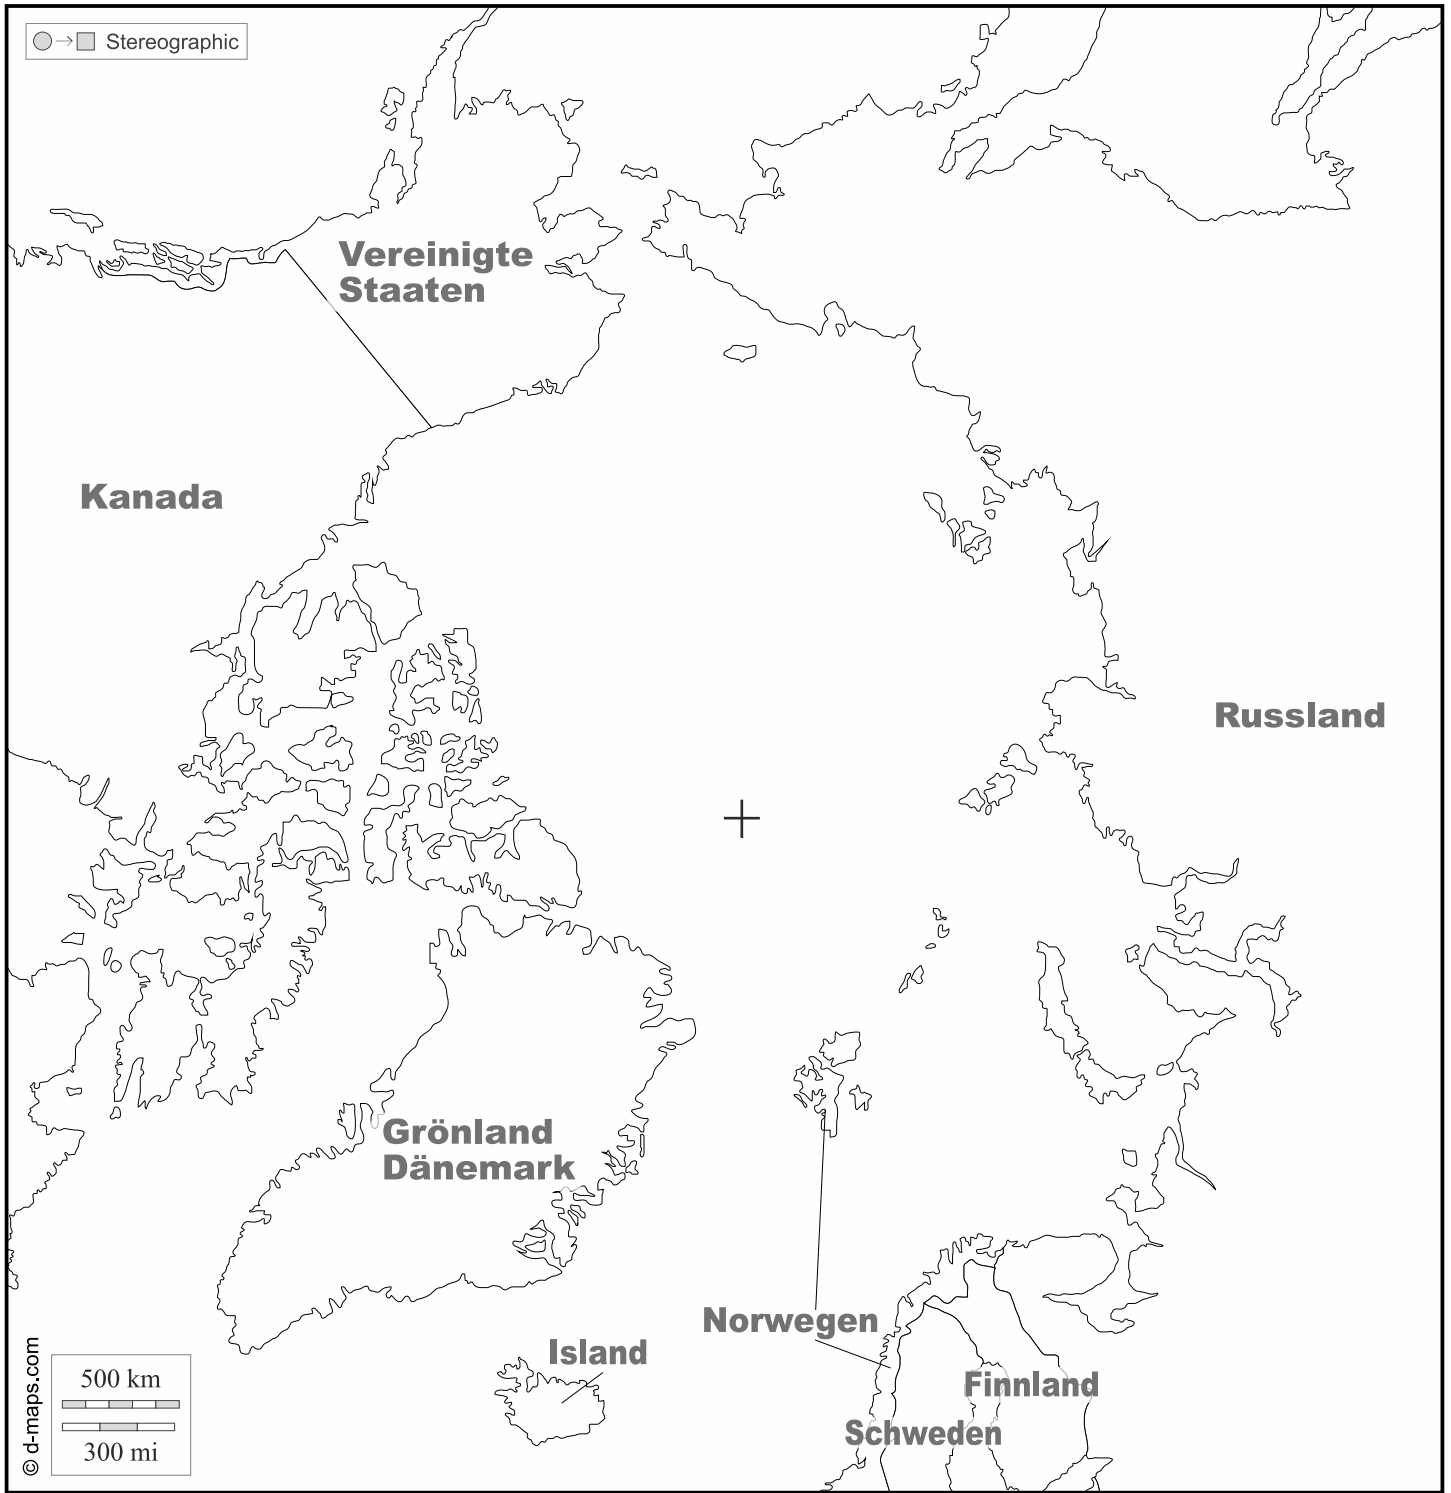 Stereographic
Vereinigte
Staaten
Kanada
Russland
Grönland
Dänemark
Norwegen
Island
Finnland
Schweden
500 km
300 mi
© d-maps.com